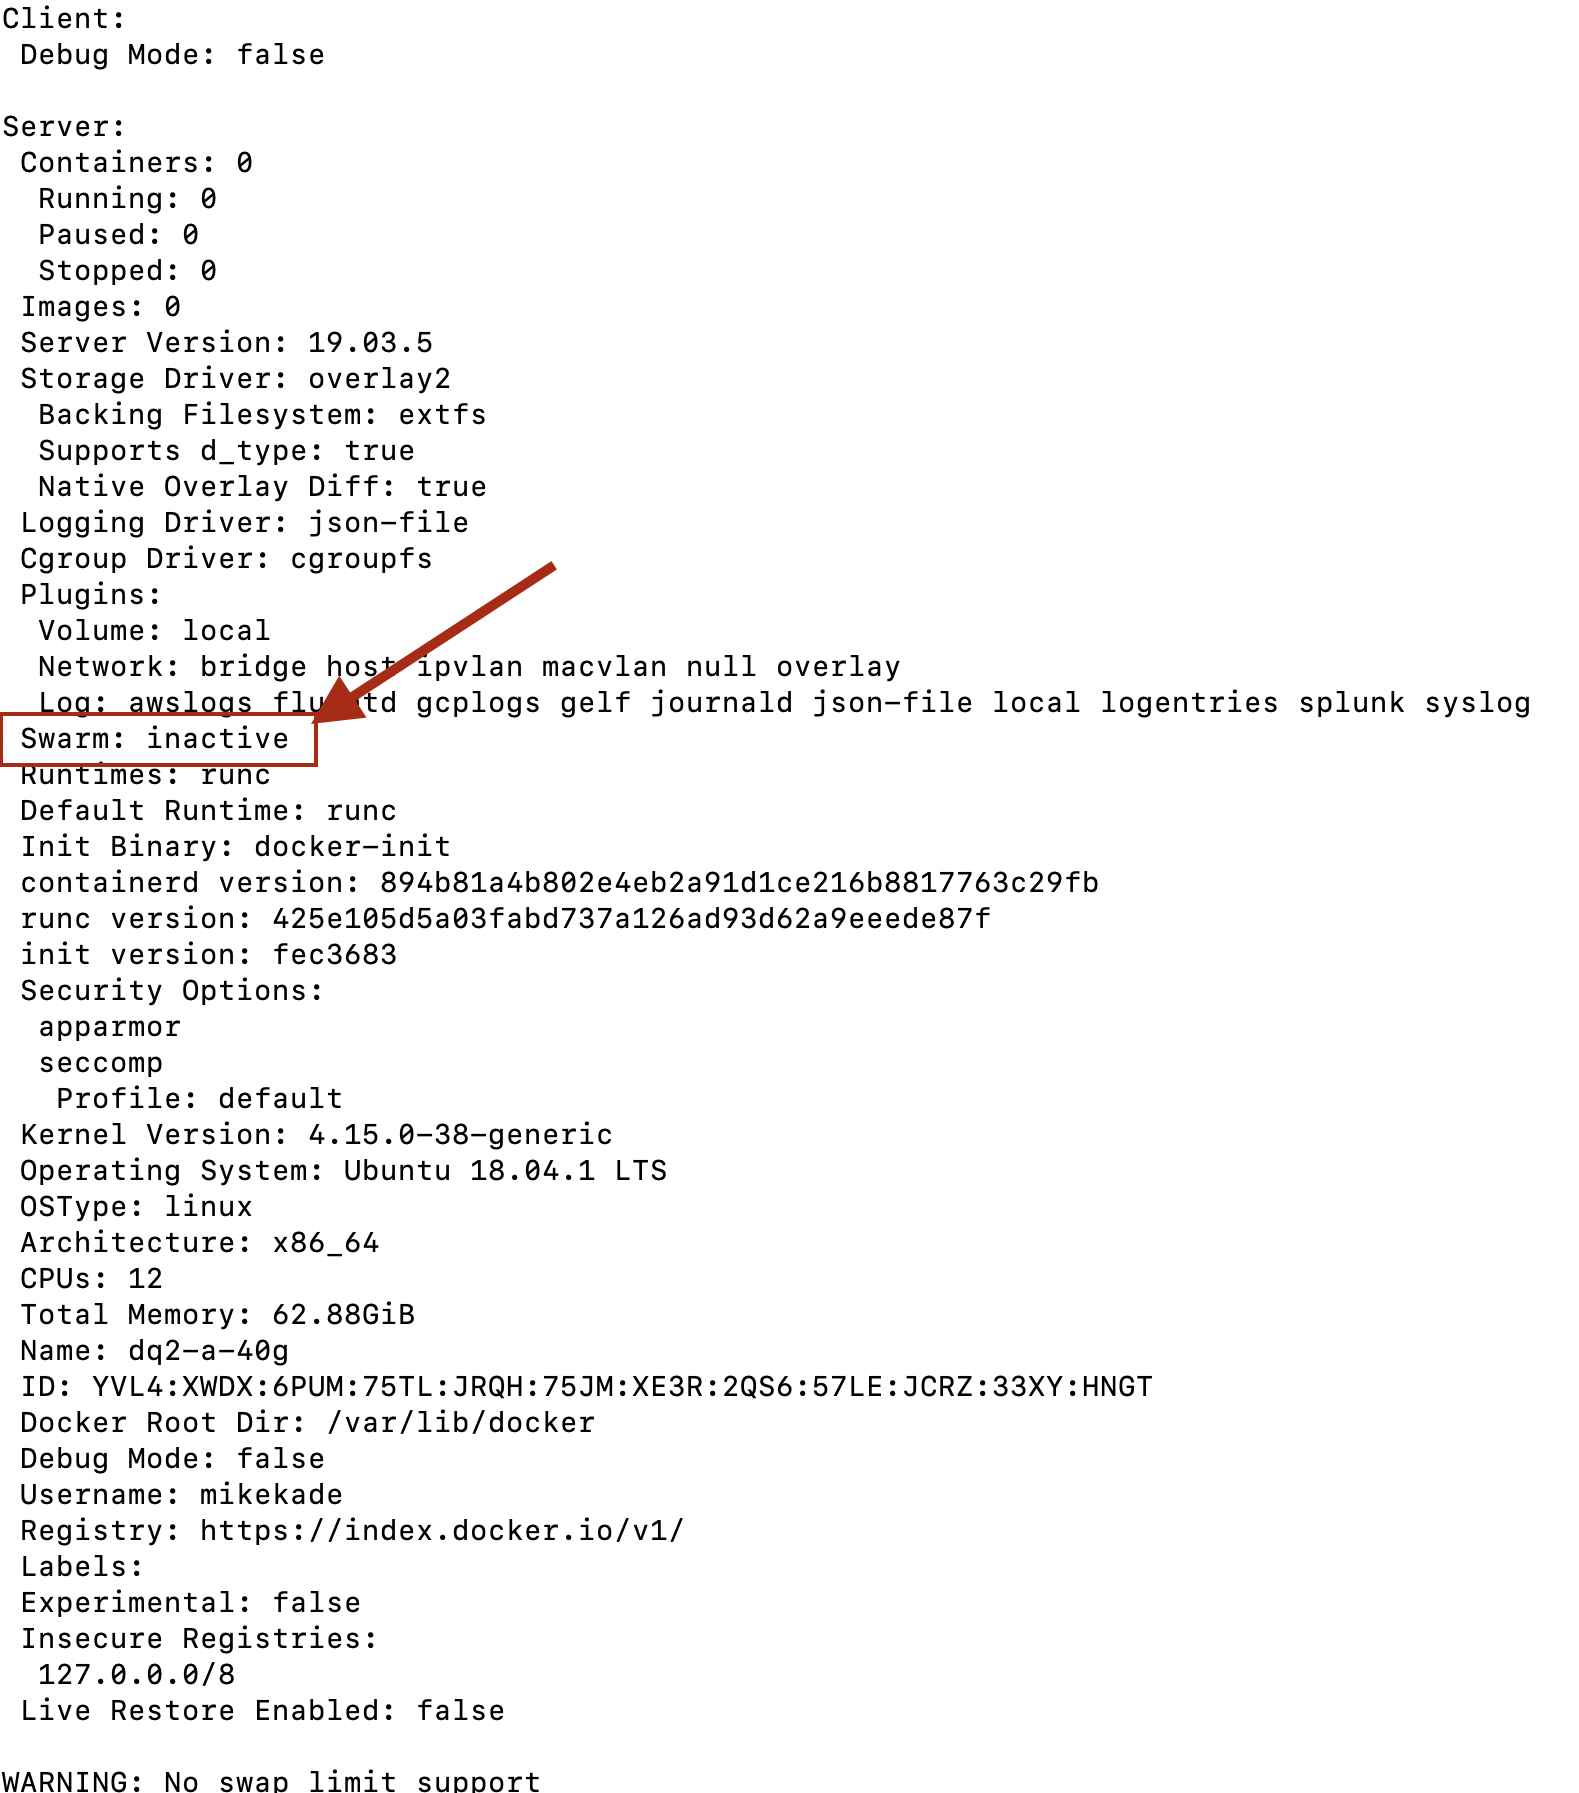 Client:
 Debug Mode: false

Server:
 Containers: 0
  Running: 0
  Paused: 0
  Stopped: 0
 Images: 0
 Server Version: 19.03.5
 Storage Driver: overlay2
  Backing Filesystem: extfs
  Supports d_type: true
  Native Overlay Diff: true
 Logging Driver: json-file
 Cgroup Driver: cgroupfs
 Plugins:
  Volume: local
  Network: bridge host ipvlan macvlan null overlay
  Log: awslogs fluentd gcplogs gelf journald json-file local logentries splunk syslog
 Swarm: inactive
 Runtimes: runc
 Default Runtime: runc
 Init Binary: docker-init
 containerd version: 894b81a4b802e4eb2a91d1ce216b8817763c29fb
 runc version: 425e105d5a03fabd737a126ad93d62a9eeede87f
 init version: fec3683
 Security Options:
  apparmor
  seccomp
   Profile: default
 Kernel Version: 4.15.0-38-generic
 Operating System: Ubuntu 18.04.1 LTS
 OSType: linux
 Architecture: x86_64
 CPUs: 12
 Total Memory: 62.88GiB
 Name: dq2-a-40g
 ID: YVL4:XWDX:6PUM:75TL:JRQH:75JM:XE3R:2QS6:57LE:JCRZ:33XY:HNGT
 Docker Root Dir: /var/lib/docker
 Debug Mode: false
 Username: mikekade
 Registry: https://index.docker.io/v1/
 Labels:
 Experimental: false
 Insecure Registries:
  127.0.0.0/8
 Live Restore Enabled: false

WARNING: No swap limit support